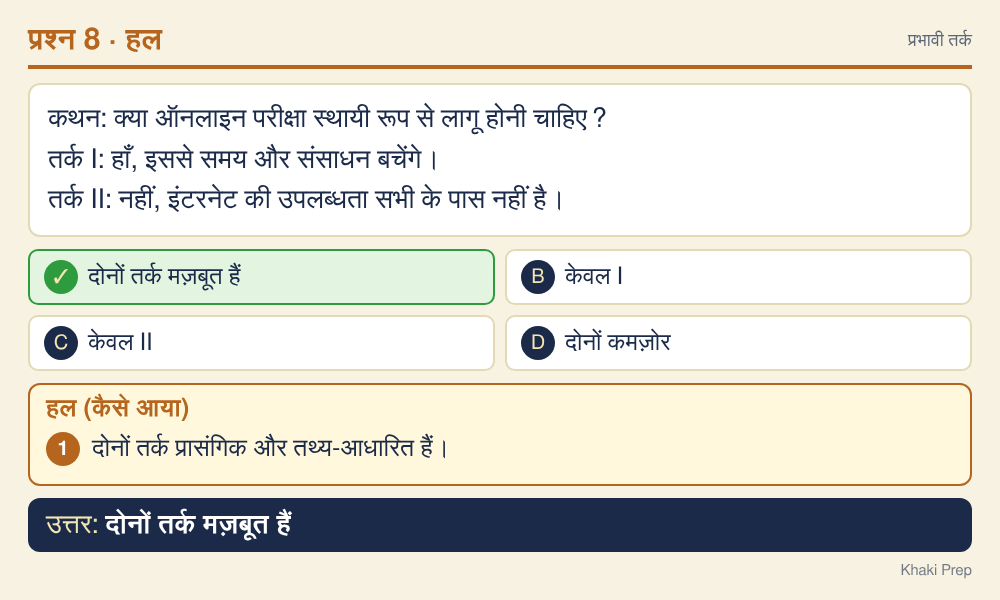 प्रश्न 8 · हल
प्रभावी तर्क
कथन: क्या ऑनलाइन परीक्षा स्थायी रूप से लागू होनी चाहिए ?
तर्क I: हाँ, इससे समय और संसाधन बचेंगे।
तर्क II: नहीं, इंटरनेट की उपलब्धता सभी के पास नहीं है।
✓ दोनों तर्क मज़बूत हैं
B केवल I
C केवल II
D दोनों कमज़ोर
हल (कैसे आया)
1 दोनों तर्क प्रासंगिक और तथ्य-आधारित हैं।
उत्तर: दोनों तर्क मज़बूत हैं
Khaki Prep